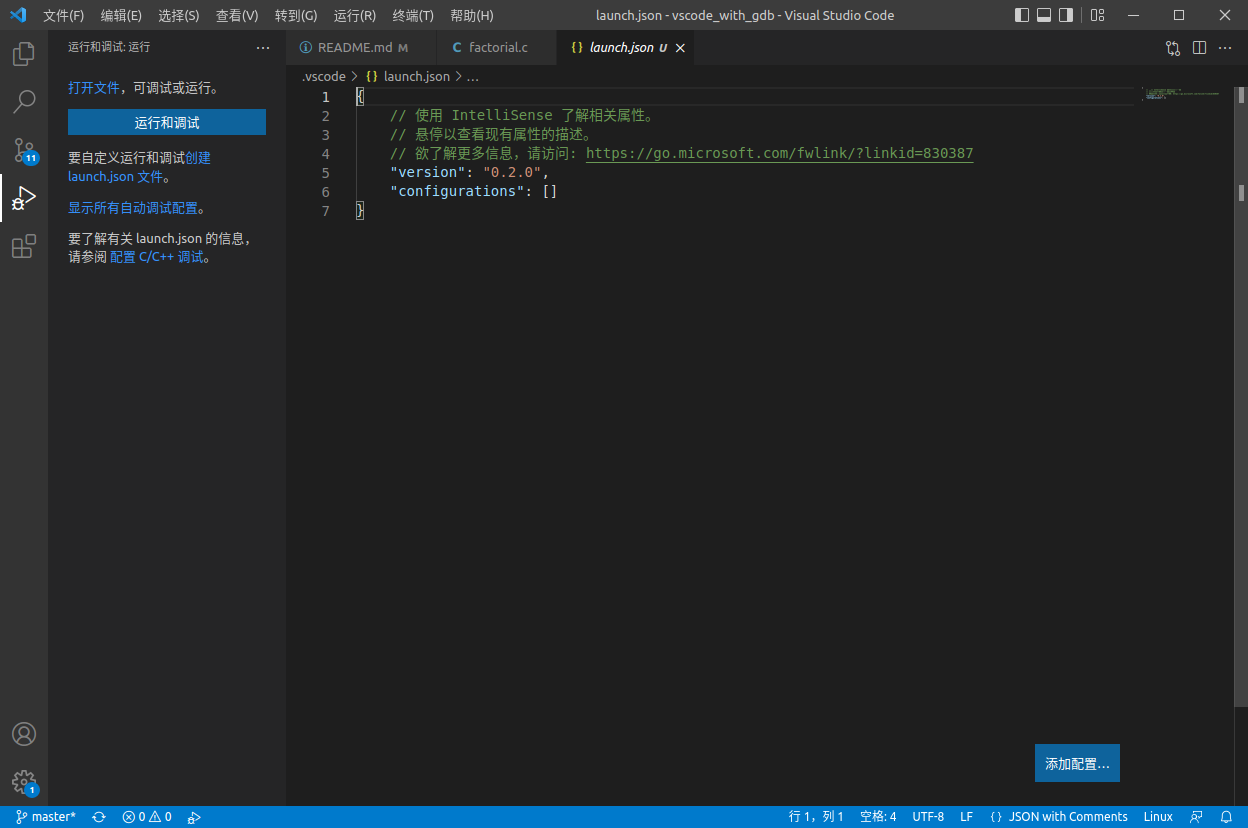 文件(F) 编辑(E) 选择(S) 查看(V) 转到(G) 运行(R) 终端(T) 帮助(H) launch.json - vscode_with_gdb - Visual Studio Code
运行和调试: 运行 ···
README.md M factorial.c launch.json U
.vscode > {} launch.json > ...
打开文件，可调试或运行。
运行和调试
要自定义运行和调试创建
launch.json 文件。
显示所有自动调试配置。
要了解有关 launch.json 的信息，
请参阅 配置 C/C++ 调试。
11
1 {
2 // 使用 IntelliSense 了解相关属性。
3 // 悬停以查看现有属性的描述。
4 // 欲了解更多信息，请访问: https://go.microsoft.com/fwlink/?linkid=830387
5 "version": "0.2.0",
6 "configurations": []
7 }
添加配置...
1
master* 0 0 行 1，列 1 空格: 4 UTF-8 LF {} JSON with Comments Linux